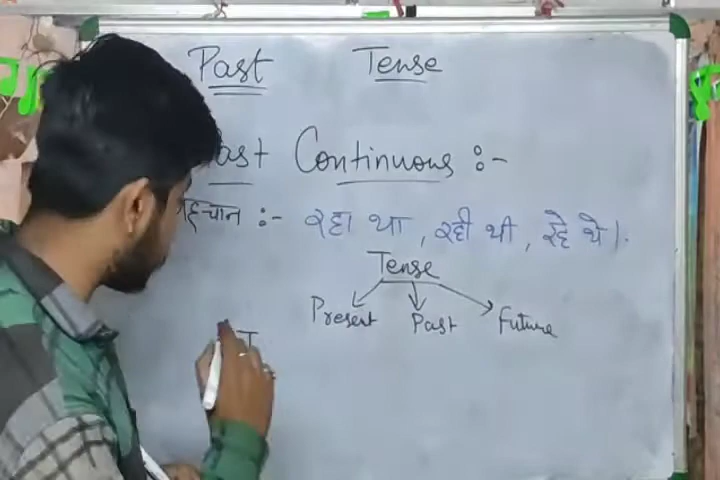 Past Tense
Continuous :-
:- रहा था , रही थी , रहे थे ।.
Tense
Present Past Future